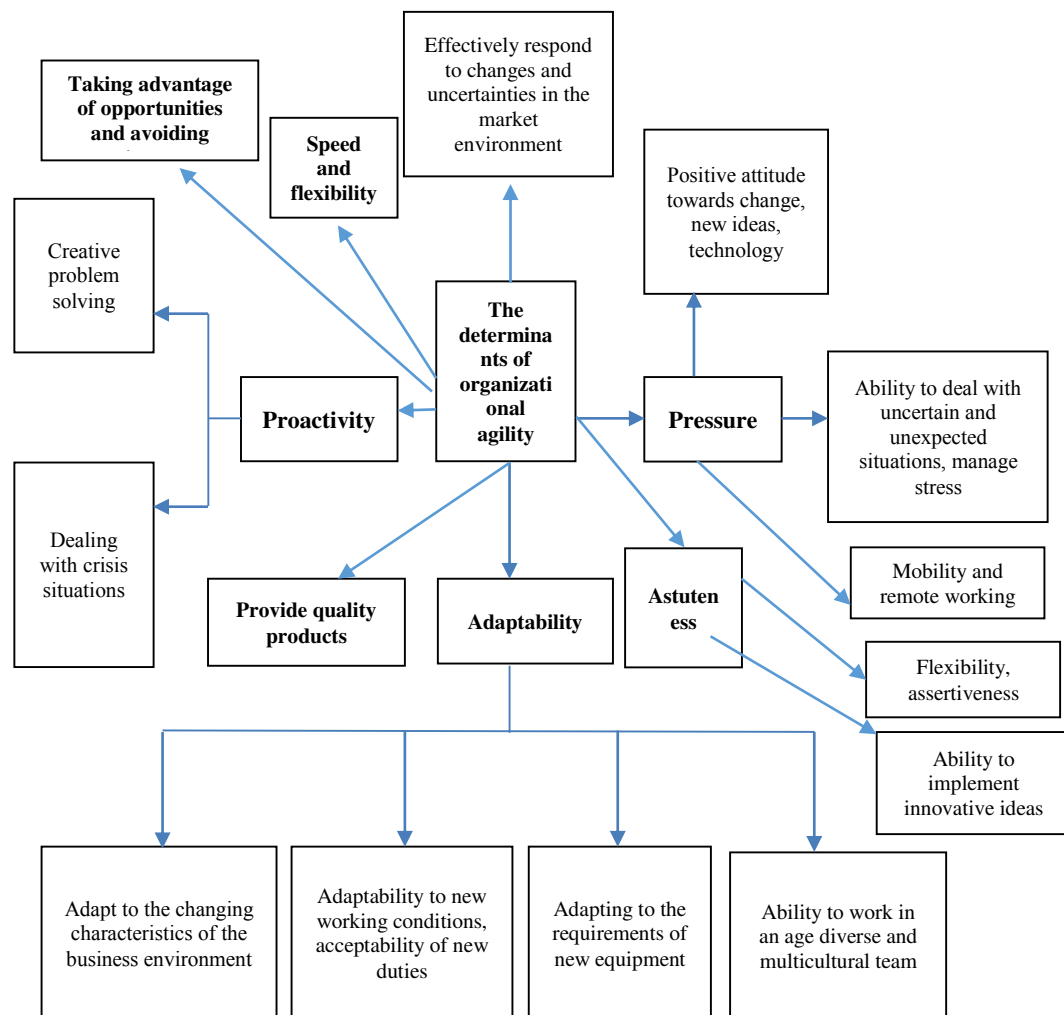 Effectively respond
to changes and
uncertainties in the
market
environment
Taking advantage
of opportunities
and avoiding
Speed
and
flexibility
Positive attitude
towards change,
new ideas,
technology
Creative
problem
solving
The
determina
nts of
organizati
onal
agility
Proactivity
Pressure
Ability to deal with
uncertain and
unexpected
situations, manage
stress
Dealing
with crisis
situations
Provide quality
products
Adaptability
Astuten
ess
Mobility and
remote working
Flexibility,
assertiveness
Ability to
implement
innovative ideas
Adapt to the changing
characteristics of the
business environment
Adaptability to new
working conditions,
acceptability of new
duties
Adapting to the
requirements of
new equipment
Ability to work in
an age diverse and
multicultural team